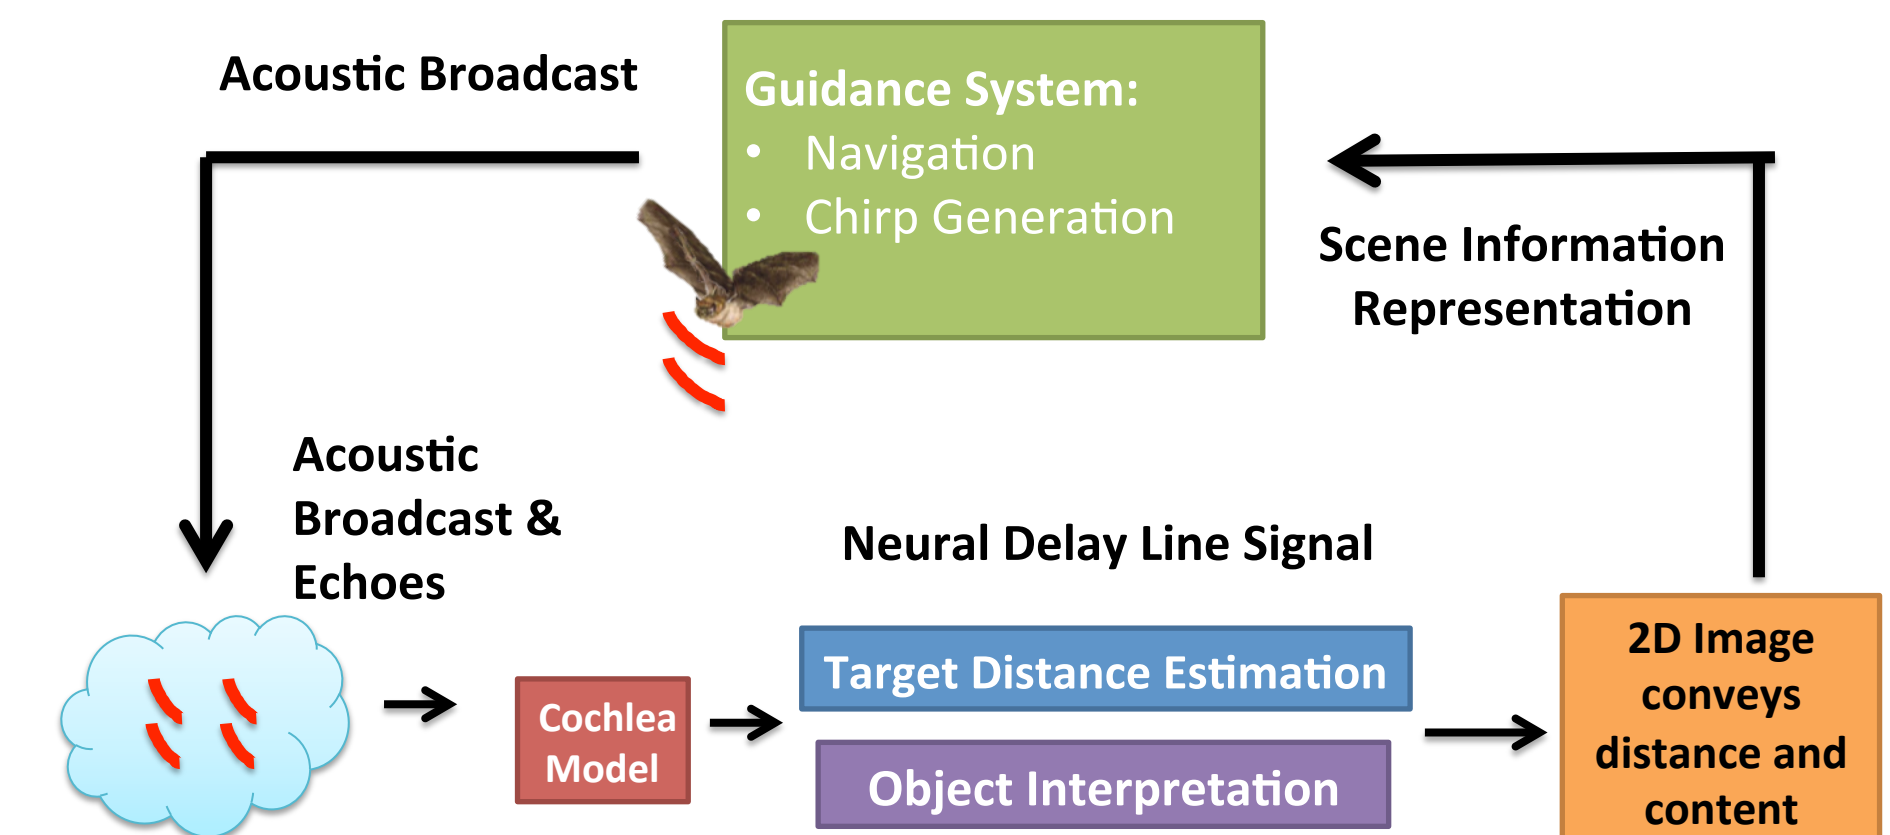 Acoustic Broadcast
Guidance System:
• Navigation
• Chirp Generation
Scene Information
Representation
Acoustic
Broadcast &
Echoes
Neural Delay Line Signal
Cochlea
Model
Target Distance Estimation
Object Interpretation
2D Image
conveys
distance and
content